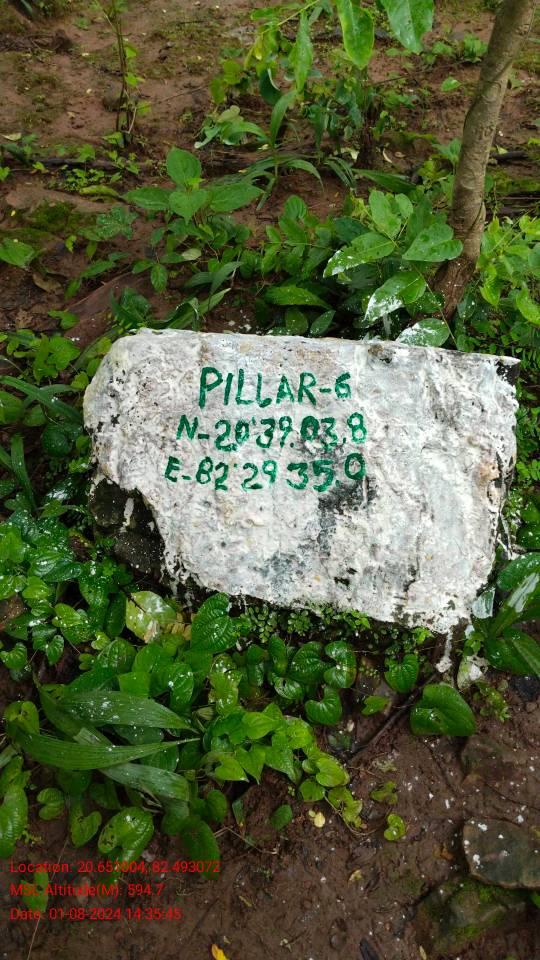 PILLAR-6
N-20°39.03.8
E-82°29 35.0
Location: 20.651004, 82.493072
MSC Altitude(M): 594.7
Date: 01-08-2024 14:35:45